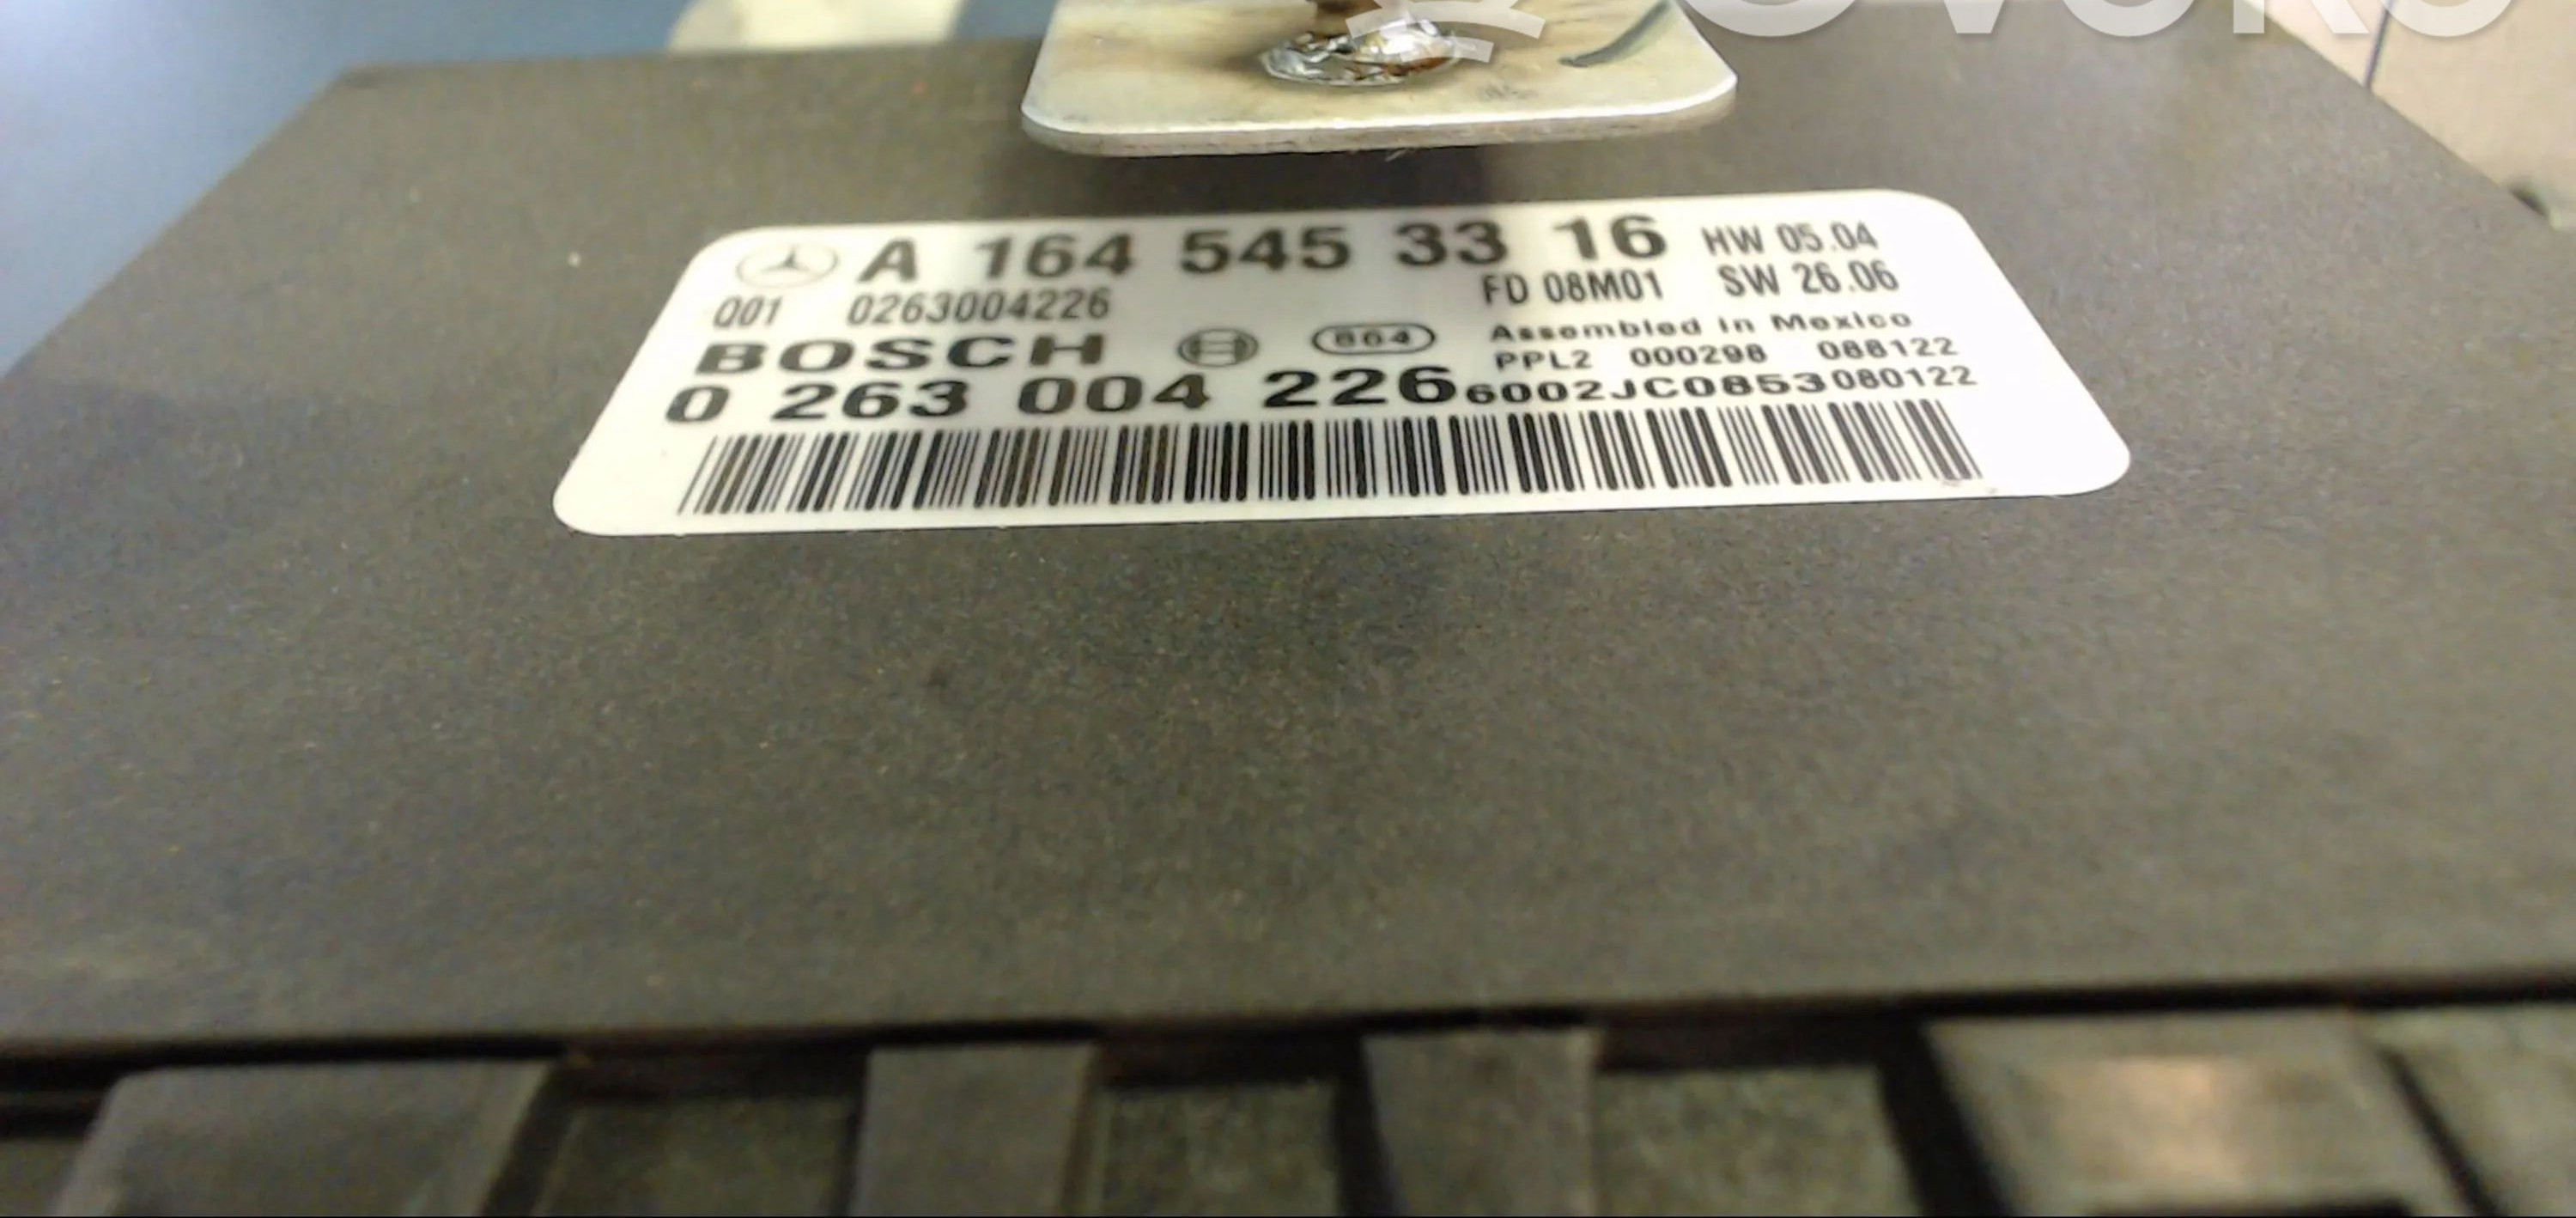 A 164 545 33 16 HW 05.04
FD 08M01 SW 26.06
Q01 0263004226
BOSCH 864 Assembled in Mexico
PPL2 000298 088122
0 263 004 226 6002JC0853080122